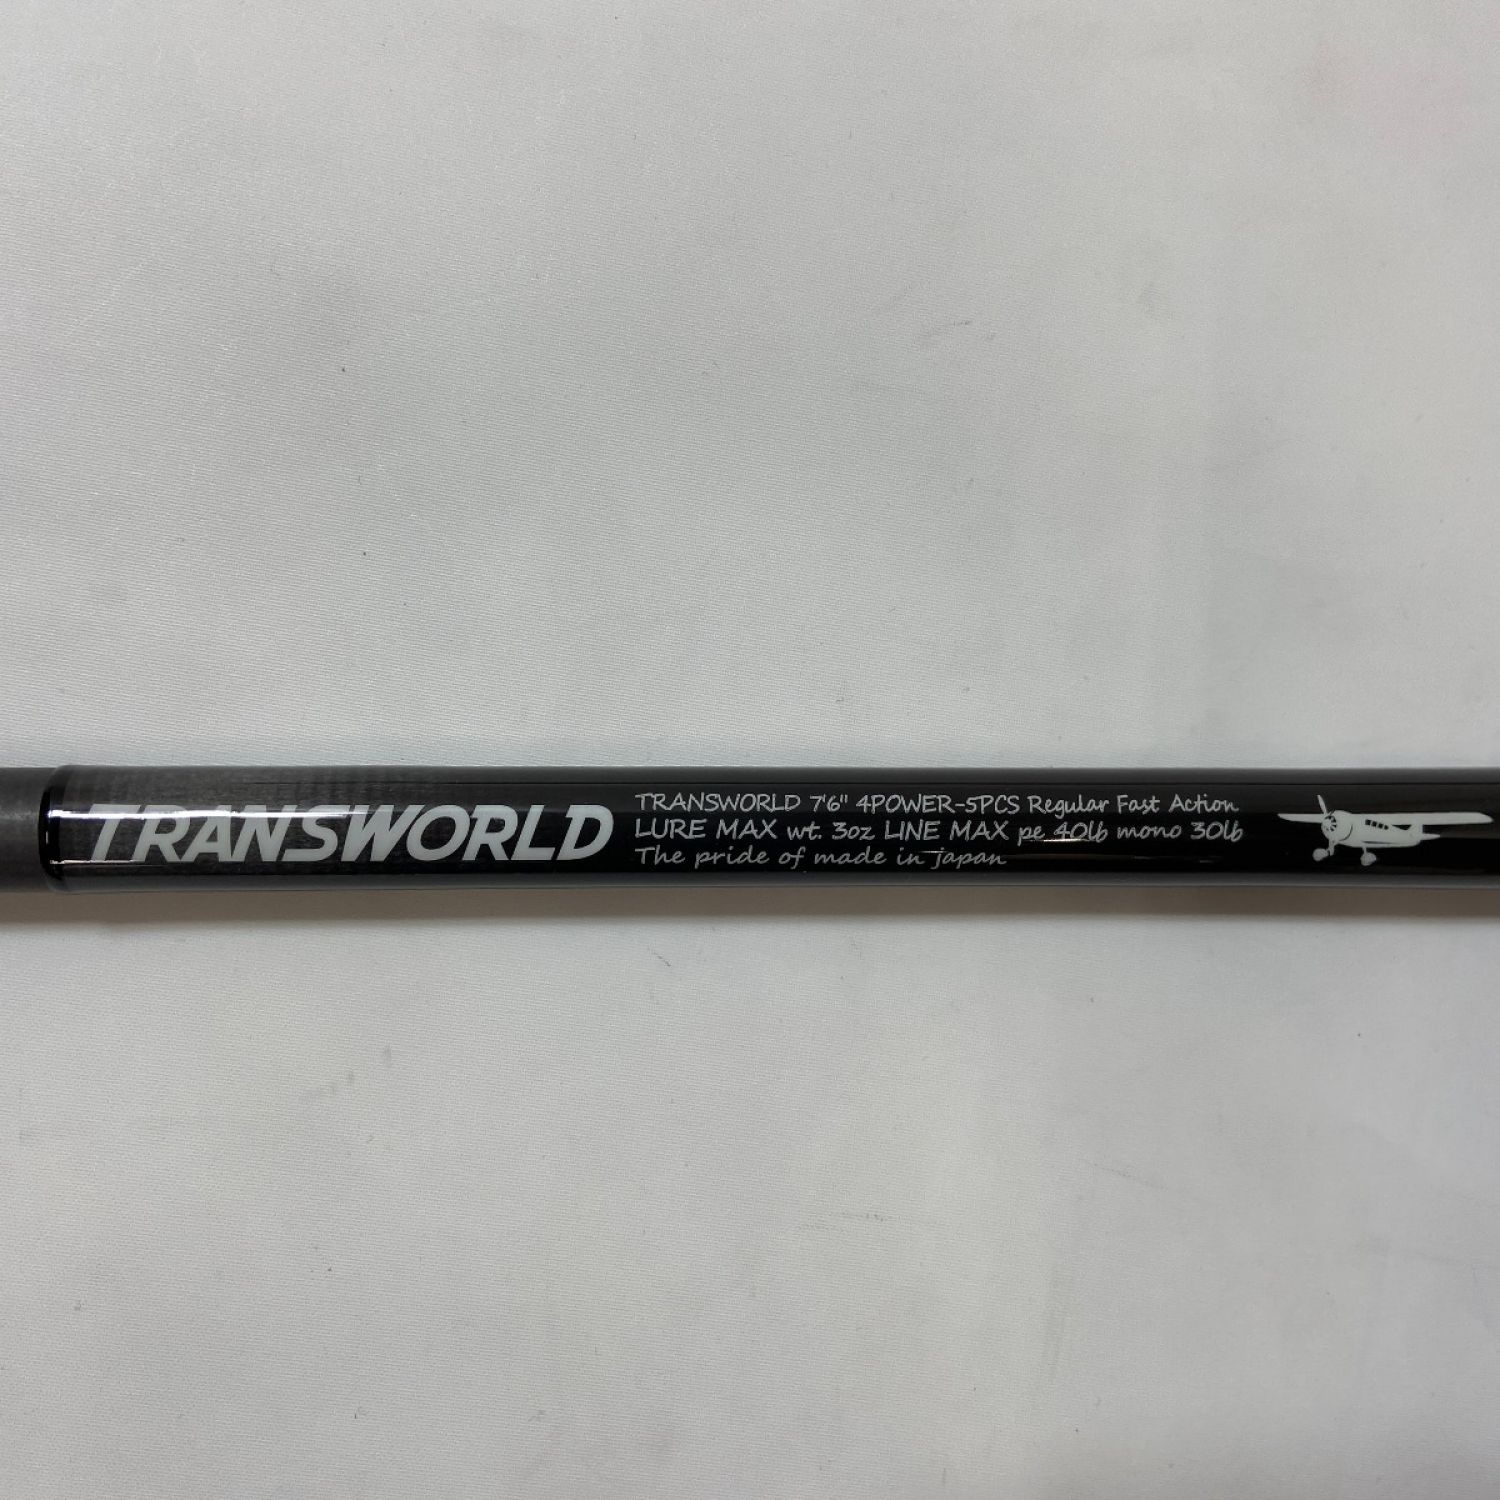 TRANSWORLD
TRANSWORLD 7'6" 4POWER-5PCS Regular Fast Action
LURE MAX wt. 3oz LINE MAX pe 40lb mono 30lb
The pride of made in japan